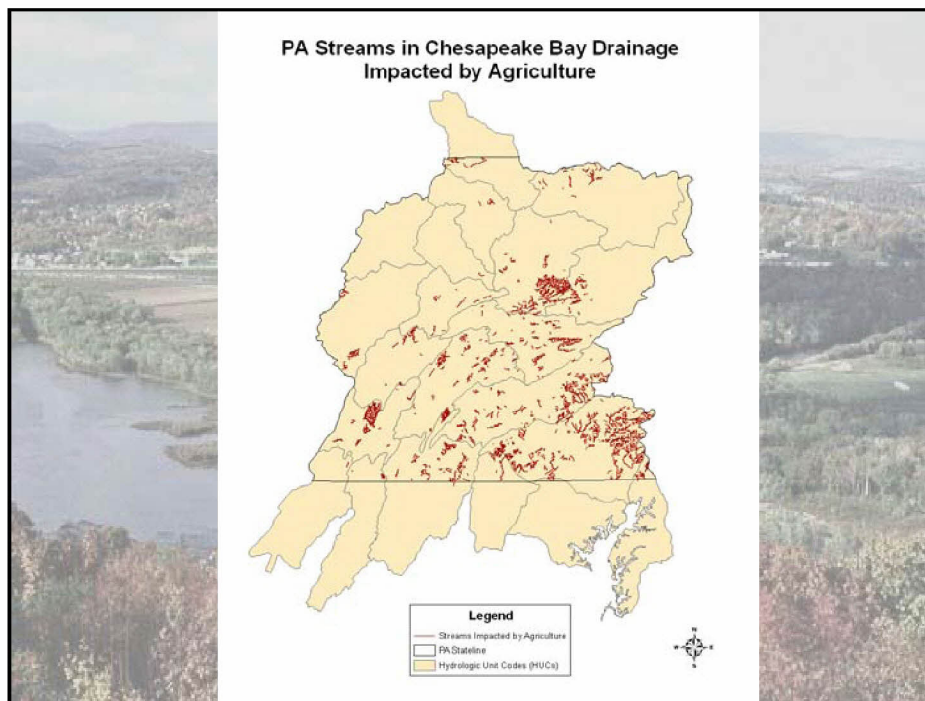 PA Streams in Chesapeake Bay Drainage
Impacted by Agriculture
Legend
Streams Impacted by Agriculture
PA Stateline
Hydrologic Unit Codes (HUCs)
N
W
E